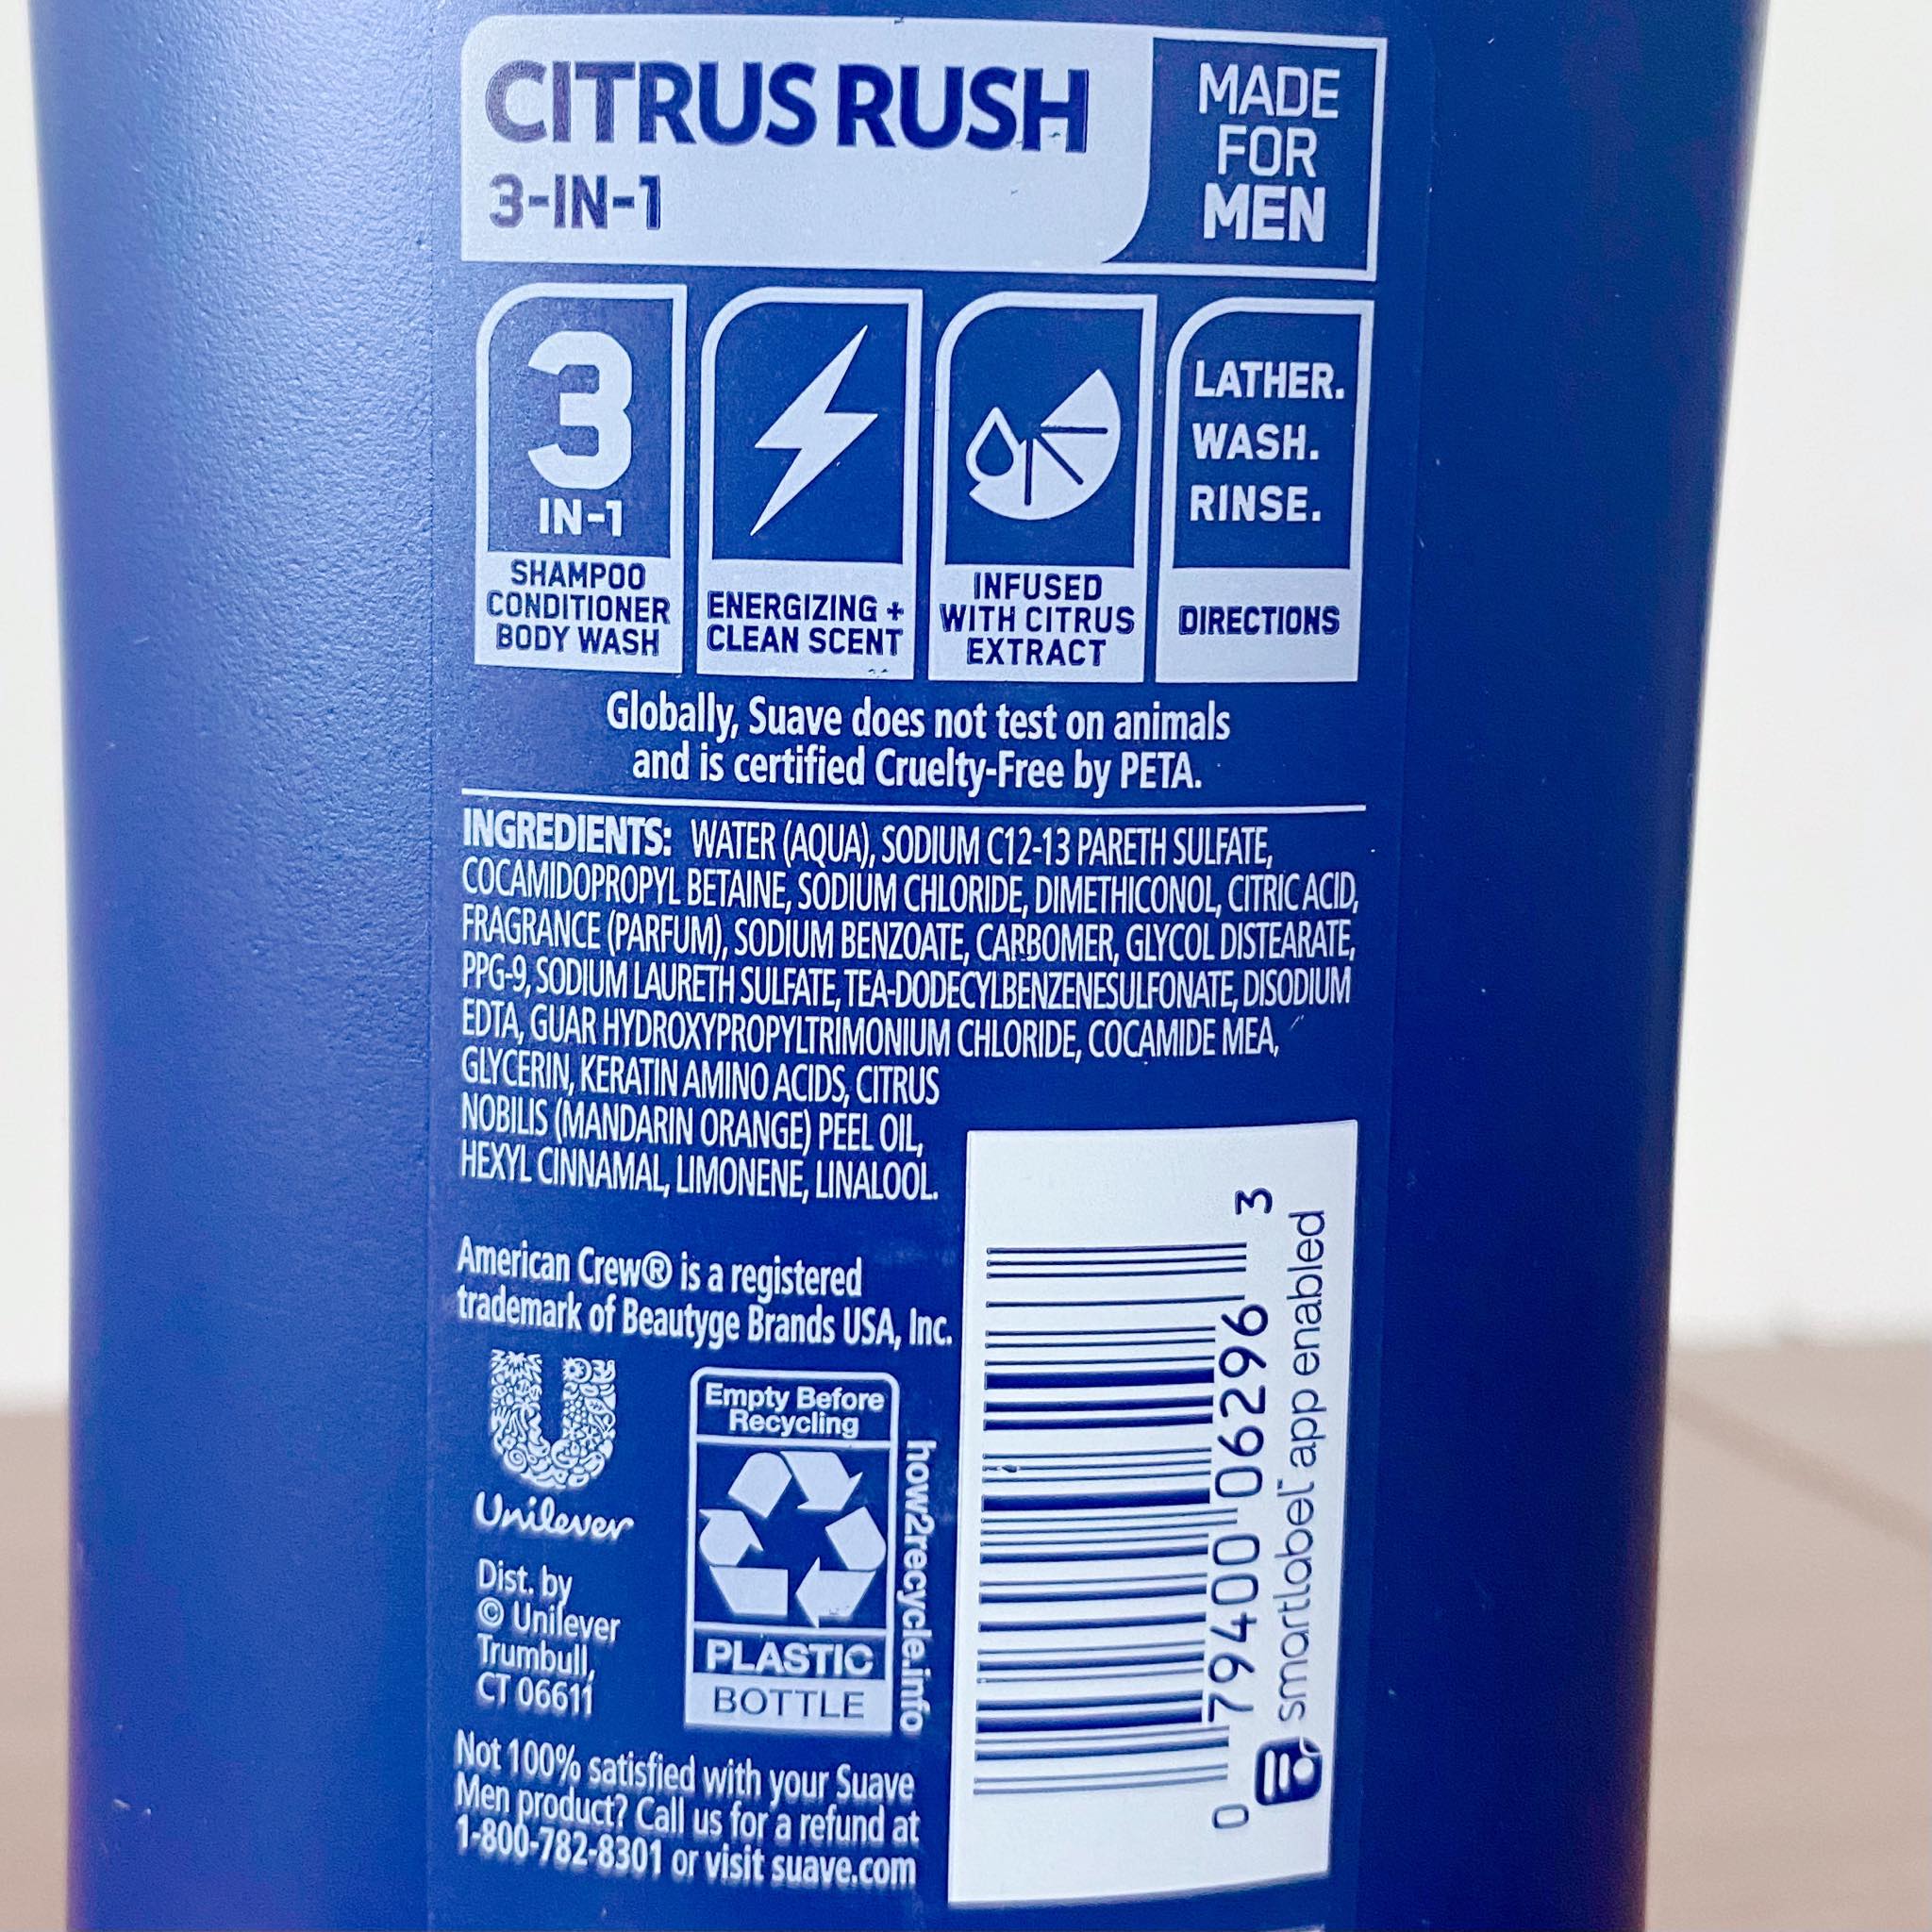 CITRUS RUSH
3-IN-1
MADE
FOR
MEN
3
IN-1
SHAMPOO
CONDITIONER
BODY WASH
ENERGIZING +
CLEAN SCENT
INFUSED
WITH CITRUS
EXTRACT
LATHER.
WASH.
RINSE.
DIRECTIONS
Globally, Suave does not test on animals
and is certified Cruelty-Free by PETA.
INGREDIENTS: WATER (AQUA), SODIUM C12-13 PARETH SULFATE,
COCAMIDOPROPYL BETAINE, SODIUM CHLORIDE, DIMETHICONOL, CITRIC ACID,
FRAGRANCE (PARFUM), SODIUM BENZOATE, CARBOMER, GLYCOL DISTEARATE,
PPG-9, SODIUM LAURETH SULFATE, TEA-DODECYLBENZENESULFONATE, DISODIUM
EDTA, GUAR HYDROXYPROPYLTRIMONIUM CHLORIDE, COCAMIDE MEA,
GLYCERIN, KERATIN AMINO ACIDS, CITRUS
NOBILIS (MANDARIN ORANGE) PEEL OIL,
HEXYL CINNAMAL, LIMONENE, LINALOOL.
American Crew® is a registered
trademark of Beautyge Brands USA, Inc.
U
Unilever
Dist. by
© Unilever
Trumbull,
CT 06611
Empty Before
Recycling
PLASTIC
BOTTLE
how2recycle.info
Not 100% satisfied with your Suave
Men product? Call us for a refund at
1-800-782-8301 or visit suave.com
0 79400 06296 3
smartlabel™ app enabled